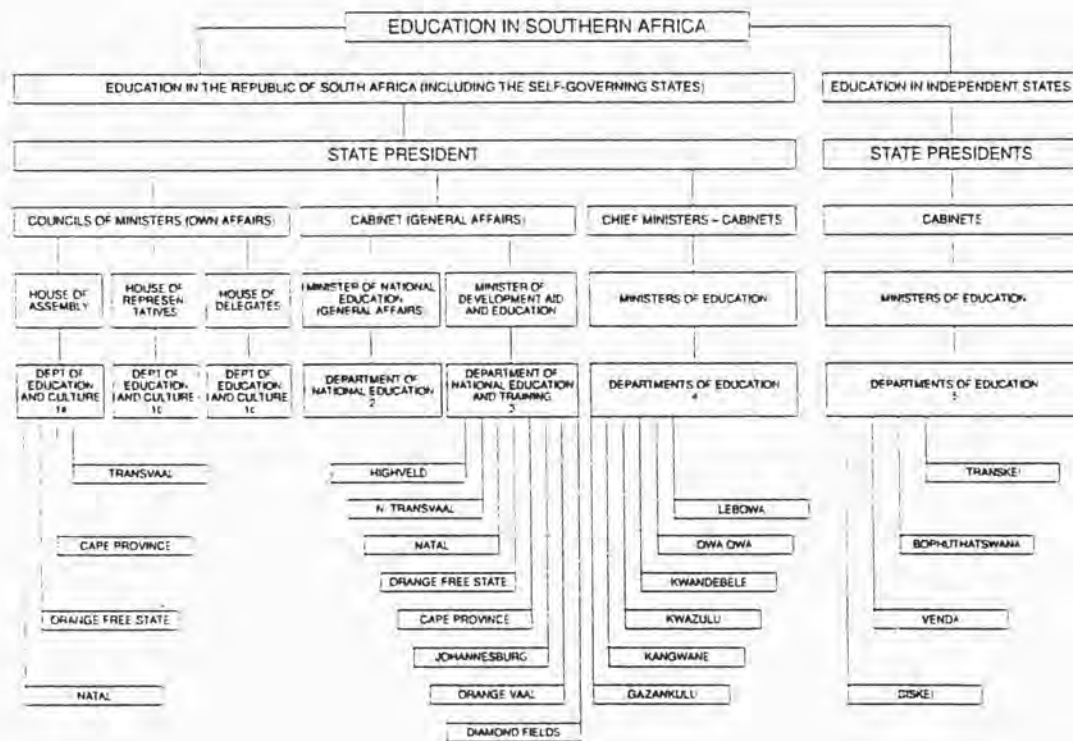 EDUCATION IN SOUTHERN AFRICA
EDUCATION IN THE REPUBLIC OF SOUTH AFRICA (INCLUDING THE SELF-GOVERNING STATES)
EDUCATION IN INDEPENDENT STATES
STATE PRESIDENT
STATE PRESIDENTS
COUNCILS OF MINISTERS (OWN AFFAIRS)
CABINET (GENERAL AFFAIRS)
CHIEF MINISTERS – CABINETS
CABINETS
HOUSE OF
ASSEMBLY
HOUSE OF
REPRESEN-
TATIVES
HOUSE OF
DELEGATES
MINISTER OF NATIONAL
EDUCATION
(GENERAL AFFAIRS)
MINISTER OF
DEVELOPMENT AID
AND EDUCATION
MINISTERS OF EDUCATION
MINISTERS OF EDUCATION
DEPT OF
EDUCATION
AND CULTURE
1a
DEPT OF
EDUCATION
AND CULTURE
DEPT OF
EDUCATION
AND CULTURE
1c
DEPARTMENT OF
NATIONAL EDUCATION
2
DEPARTMENT OF
NATIONAL EDUCATION
AND TRAINING
3
DEPARTMENTS OF EDUCATION
4
DEPARTMENTS OF EDUCATION
5
TRANSVAAL
CAPE PROVINCE
ORANGE FREE STATE
NATAL
HIGHVELD
N. TRANSVAAL
NATAL
ORANGE FREE STATE
CAPE PROVINCE
JOHANNESBURG
ORANGE VAAL
DIAMOND FIELDS
LEBOWA
QWA QWA
KWANDEBELE
KWAZULU
KANGWANE
GAZANKULU
TRANSKEI
BOPHUTHATSWANA
VENDA
CISKEI